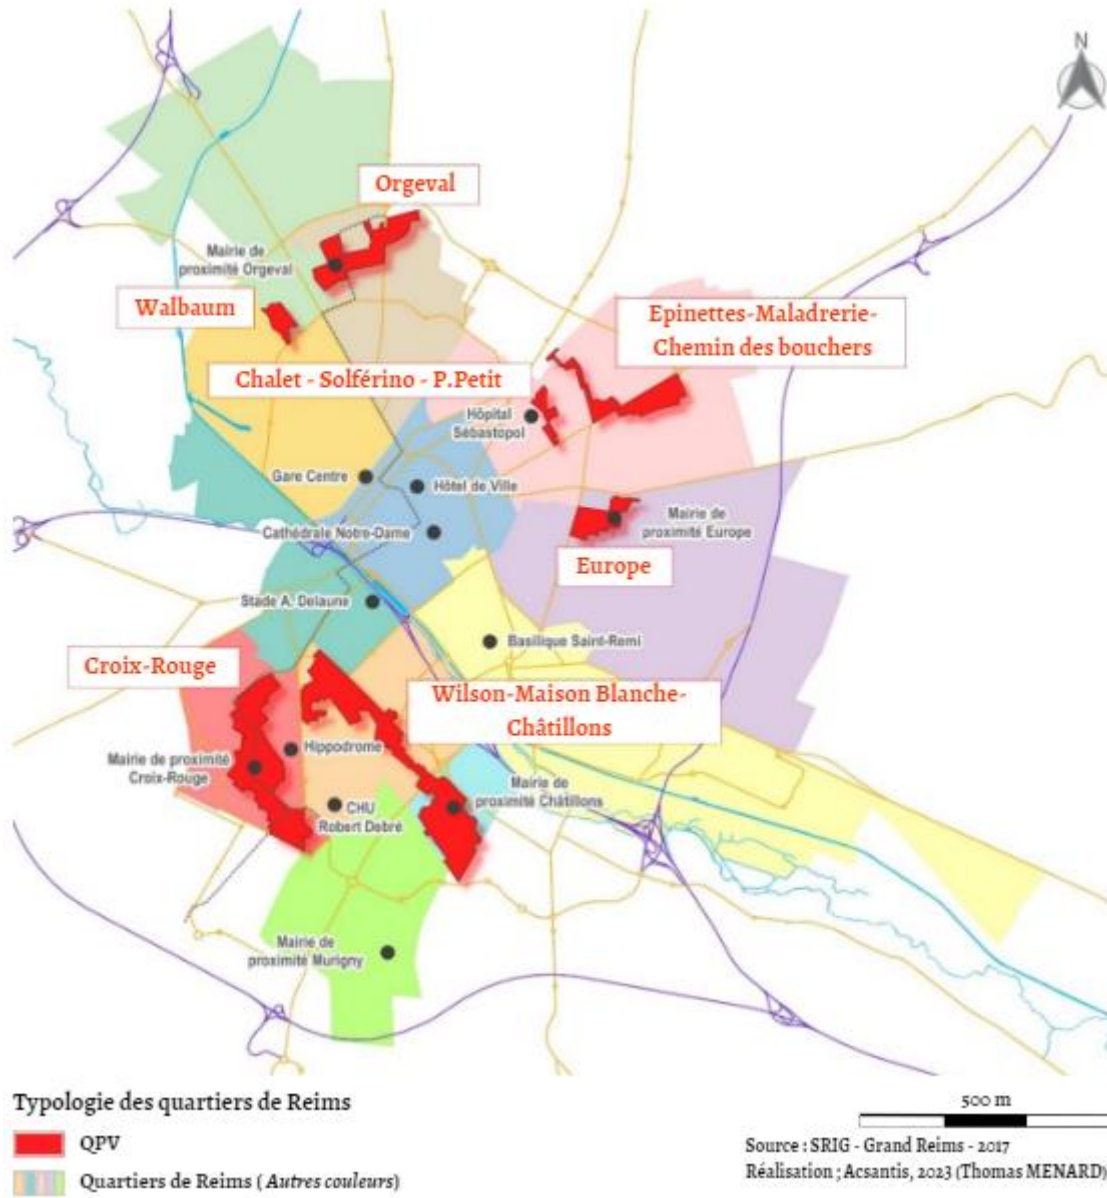 N
Orgeval
Mairie de
proximité Orgeval
Walbaum
Epinettes-Maladrerie-
Chemin des bouchers
Chalet - Solférino - P.Petit
Hôpital
Sébastopol
Gare Centre
Hôtel de Ville
Cathédrale Notre-Dame
Mairie de
proximité Europe
Europe
Stade A. Delaune
Basilique Saint-Remi
Croix-Rouge
Wilson-Maison Blanche-
Châtillons
Hippodrome
Mairie de proximité
Croix-Rouge
Mairie de
proximité Châtillons
CHU
Robert Debré
Mairie de
proximité Murigny
Typologie des quartiers de Reims
QPV
Quartiers de Reims ( Autres couleurs)
500 m
Source : SRIG - Grand Reims - 2017
Réalisation ; Acsantis, 2023 (Thomas MENARD)